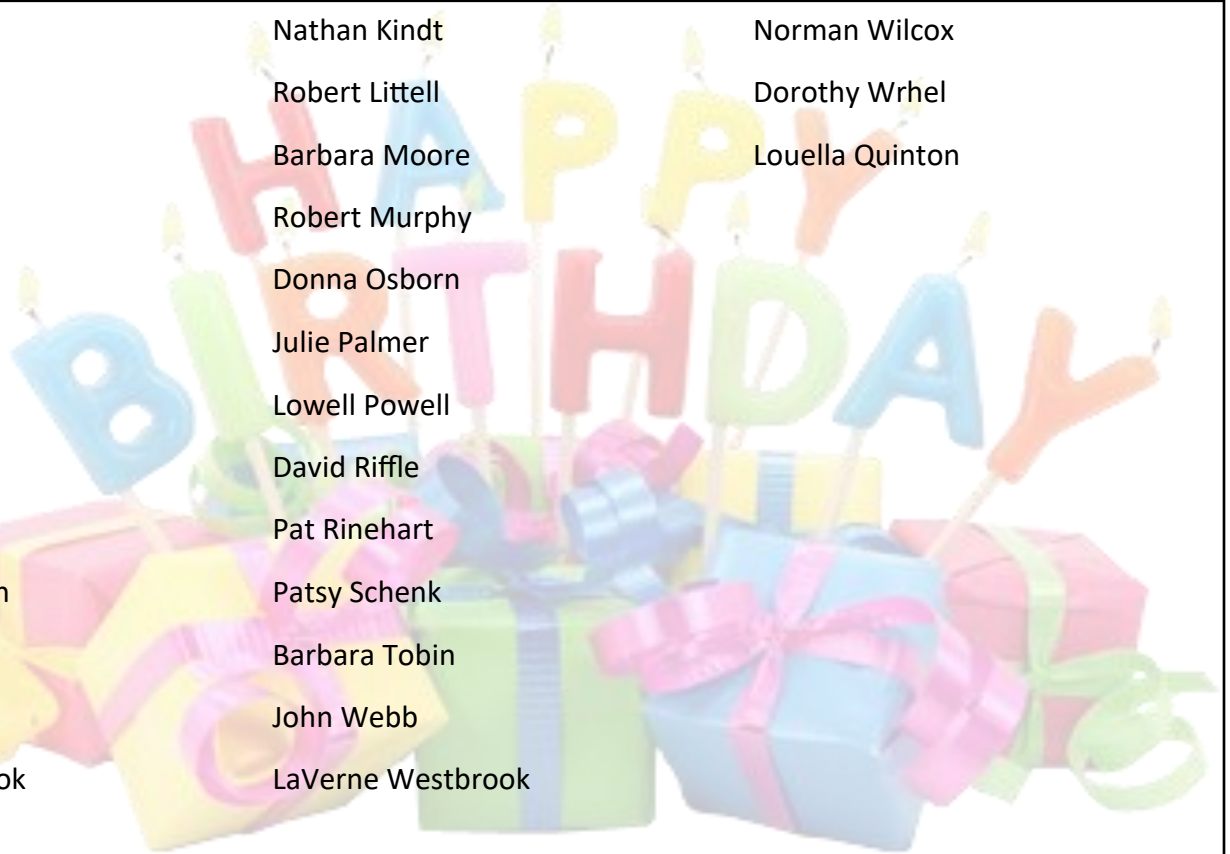 Nathan Kindt
Robert Littell
Barbara Moore
Robert Murphy
Donna Osborn
Julie Palmer
Lowell Powell
David Riffle
Pat Rinehart
Patsy Schenk
Barbara Tobin
John Webb
LaVerne Westbrook
Norman Wilcox
Dorothy Wrhel
Louella Quinton
HAPPY
BIRTHDAY